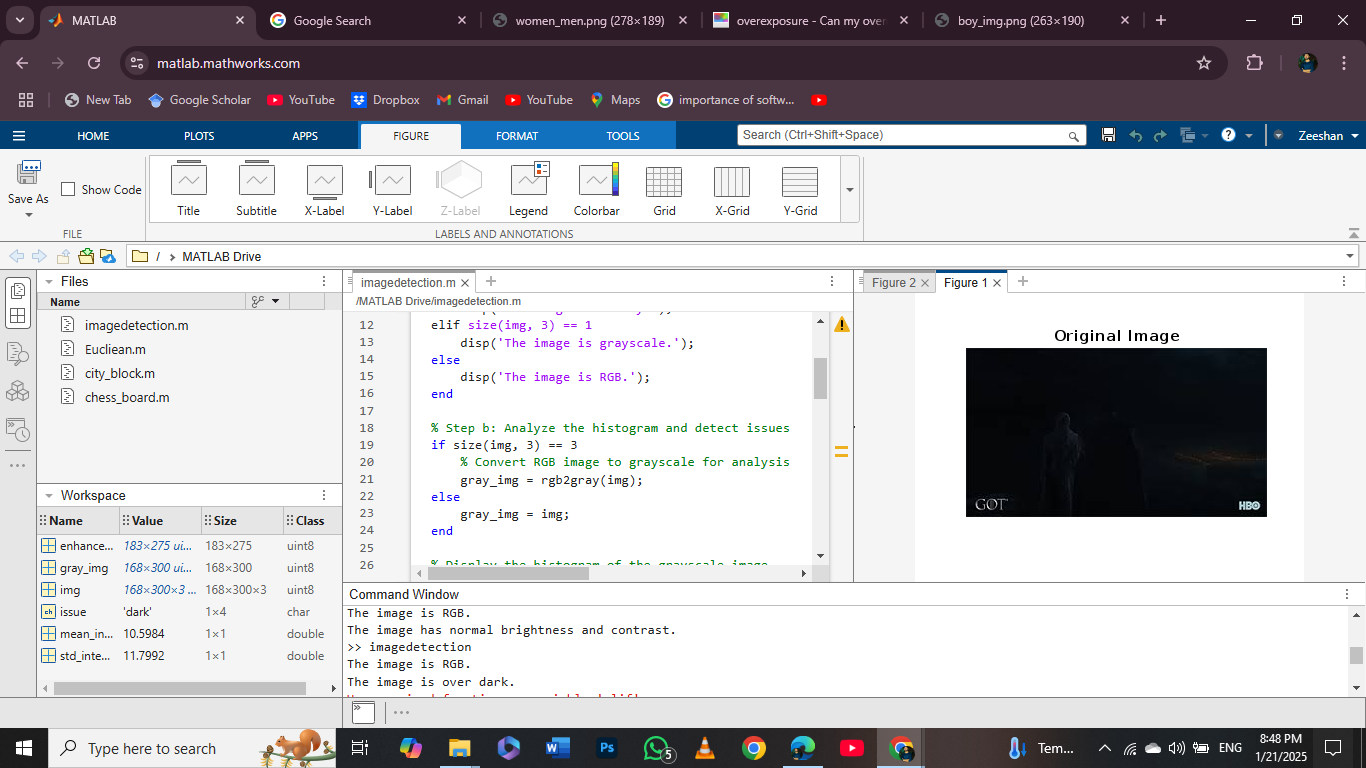 MATLAB
Google Search
women_men.png (278×189)
overexposure - Can my over
boy_img.png (263×190)
matlab.mathworks.com
New Tab
Google Scholar
YouTube
Dropbox
Gmail
YouTube
Maps
importance of softw...
HOME
PLOTS
APPS
FIGURE
FORMAT
TOOLS
Search (Ctrl+Shift+Space)
Zeeshan
Save As
Show Code
Title
Subtitle
X-Label
Y-Label
Z-Label
Legend
Colorbar
Grid
X-Grid
Y-Grid
FILE
LABELS AND ANNOTATIONS
/ MATLAB Drive
Files
Name
imagedetection.m
Eucliean.m
city_block.m
chess_board.m
Workspace
Name Value Size Class
enhance... 183×275 ui... 183×275 uint8
gray_img 168×300 ui... 168×300 uint8
img 168×300×3 ... 168×300×3 uint8
issue 'dark' 1×4 char
mean_in... 10.5984 1×1 double
std_inte... 11.7992 1×1 double
imagedetection.m
/MATLAB Drive/imagedetection.m
12 elif size(img, 3) == 1
13 disp('The image is grayscale.');
14 else
15 disp('The image is RGB.');
16 end
17
18 % Step b: Analyze the histogram and detect issues
19 if size(img, 3) == 3
20 % Convert RGB image to grayscale for analysis
21 gray_img = rgb2gray(img);
22 else
23 gray_img = img;
24 end
25
26 % Display the histogram of the grayscale image
Figure 2
Figure 1
Original Image
GOT
HBO
Command Window
The image is RGB.
The image has normal brightness and contrast.
>> imagedetection
The image is RGB.
The image is over dark.
Type here to search
5
Tem...
ENG
8:48 PM
1/21/2025